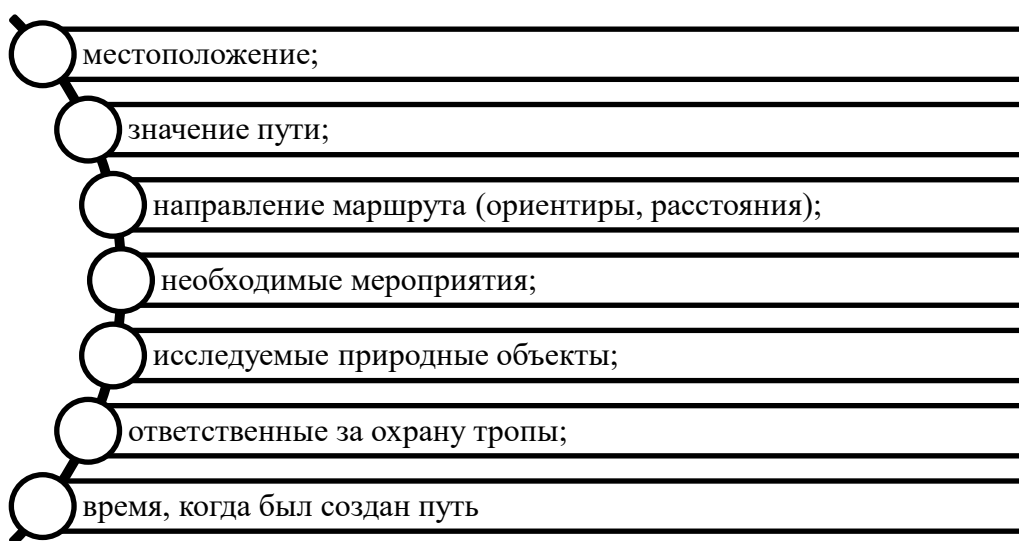 местоположение;
значение пути;
направление маршрута (ориентиры, расстояния);
необходимые мероприятия;
исследуемые природные объекты;
ответственные за охрану тропы;
время, когда был создан путь